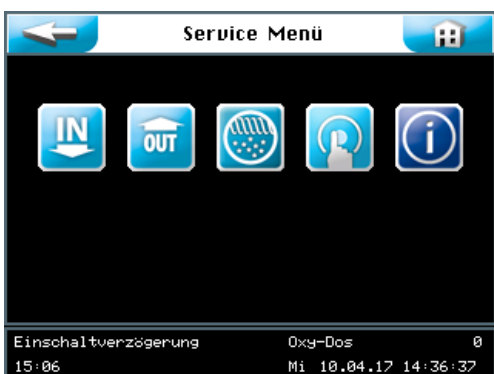 Service Menü
IN OUT i
Einschaltverzögerung Oxy-Dos 0
15:06 Mi 10.04.17 14:36:37